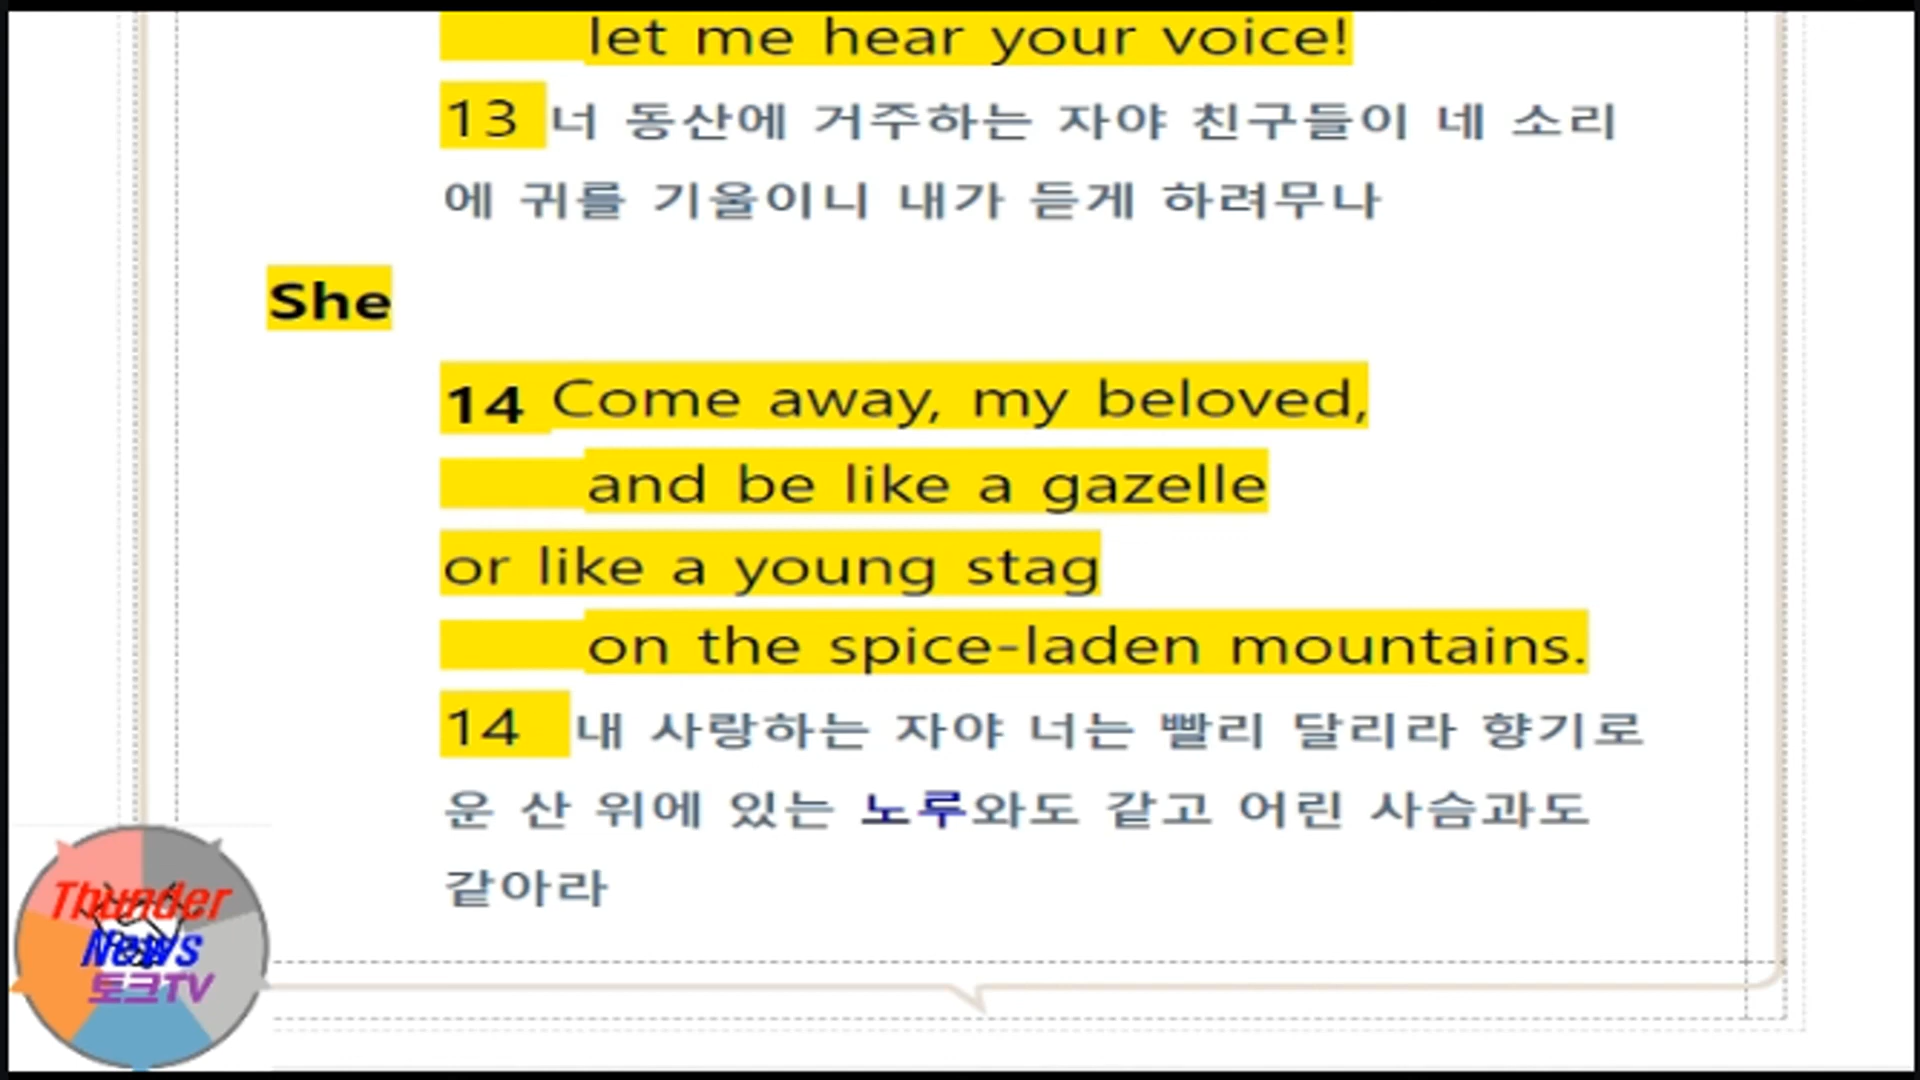 let me hear your voice!
13 너 동산에 거주하는 자야 친구들이 네 소리
에 귀를 기울이니 내가 듣게 하려무나
She
14 Come away, my beloved,
and be like a gazelle
or like a young stag
on the spice-laden mountains.
14 내 사랑하는 자야 너는 빨리 달리라 향기로
운 산 위에 있는 노루와도 같고 어린 사슴과도
같아라
Thunder
News
토크TV